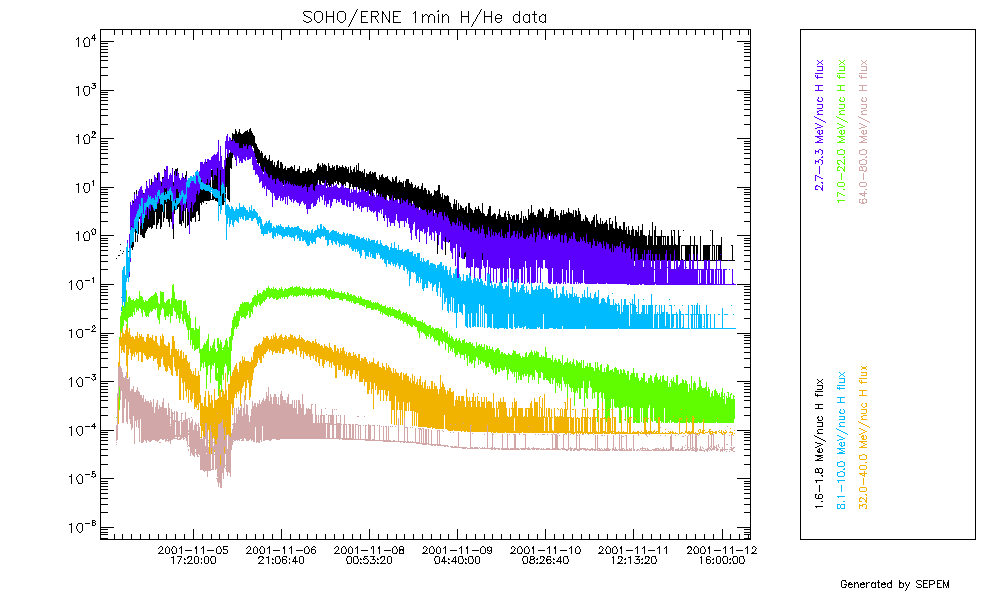 SOHO/ERNE 1min H/He data
10^4
10^3
10^2
10^1
10^0
10^-1
10^-2
10^-3
10^-4
10^-5
10^-6
2001-11-05 2001-11-06 2001-11-08 2001-11-09 2001-11-10 2001-11-11 2001-11-12
17:20:00 21:06:40 00:53:20 04:40:00 08:26:40 12:13:20 16:00:00
1.6-1.8 MeV/nuc H flux
2.7-3.3 MeV/nuc H flux
8.1-10.0 MeV/nuc H flux
17.0-22.0 MeV/nuc H flux
32.0-40.0 MeV/nuc H flux
64.0-80.0 MeV/nuc H flux
Generated by SEPEM